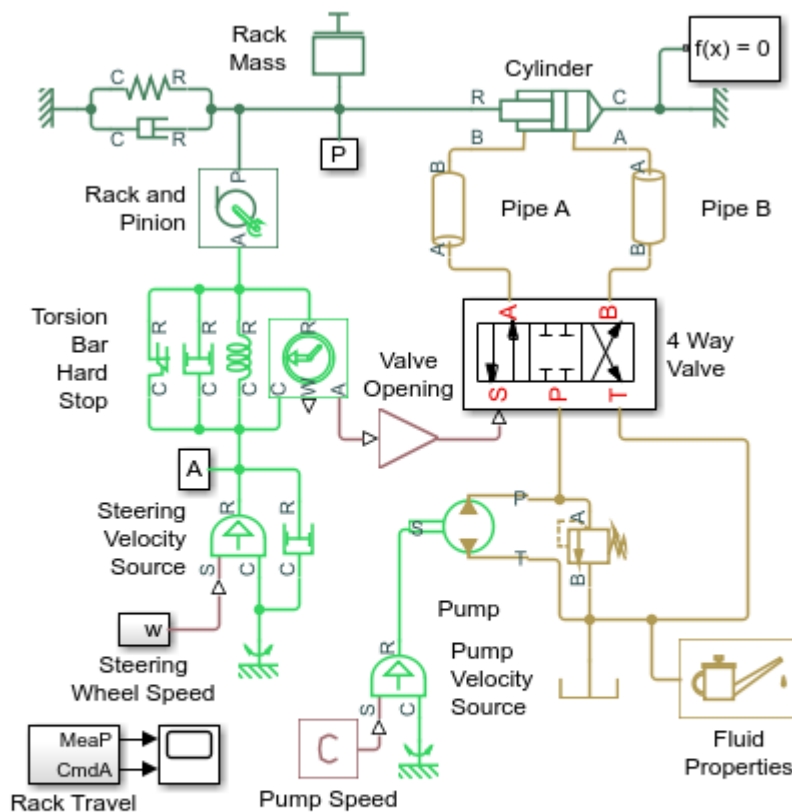 Rack
Mass
f(x) = 0
Cylinder
C
R
R
C
C
R
P
B
A
P
Rack and
Pinion
A
B
A
Pipe A
A
B
Pipe B
Torsion
Bar
Hard
Stop
R
C
R
C
R
C
R
C
W
A
Valve
Opening
A
B
S
P
T
4 Way
Valve
A
Steering
Velocity
Source
R
S
C
R
C
w
Steering
Wheel Speed
S
P
T
A
B
Pump
Pump
Velocity
Source
R
S
C
C
Pump Speed
Fluid
Properties
MeaP
CmdA
Rack Travel